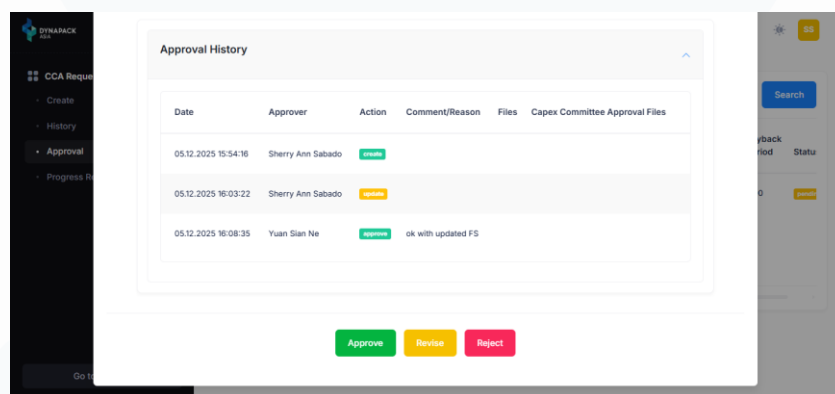 DYNAPACK
ASIA
SS
Approval History
CCA Reque
Create
Search
Date Approver Action Comment/Reason Files Capex Committee Approval Files
History
yback
riod Statu
Approval
05.12.2025 15:54:16 Sherry Ann Sabado create
Progress Re
05.12.2025 16:03:22 Sherry Ann Sabado update
0 pendin
05.12.2025 16:08:35 Yuan Sian Ne approve ok with updated FS
Approve Revise Reject
Go to